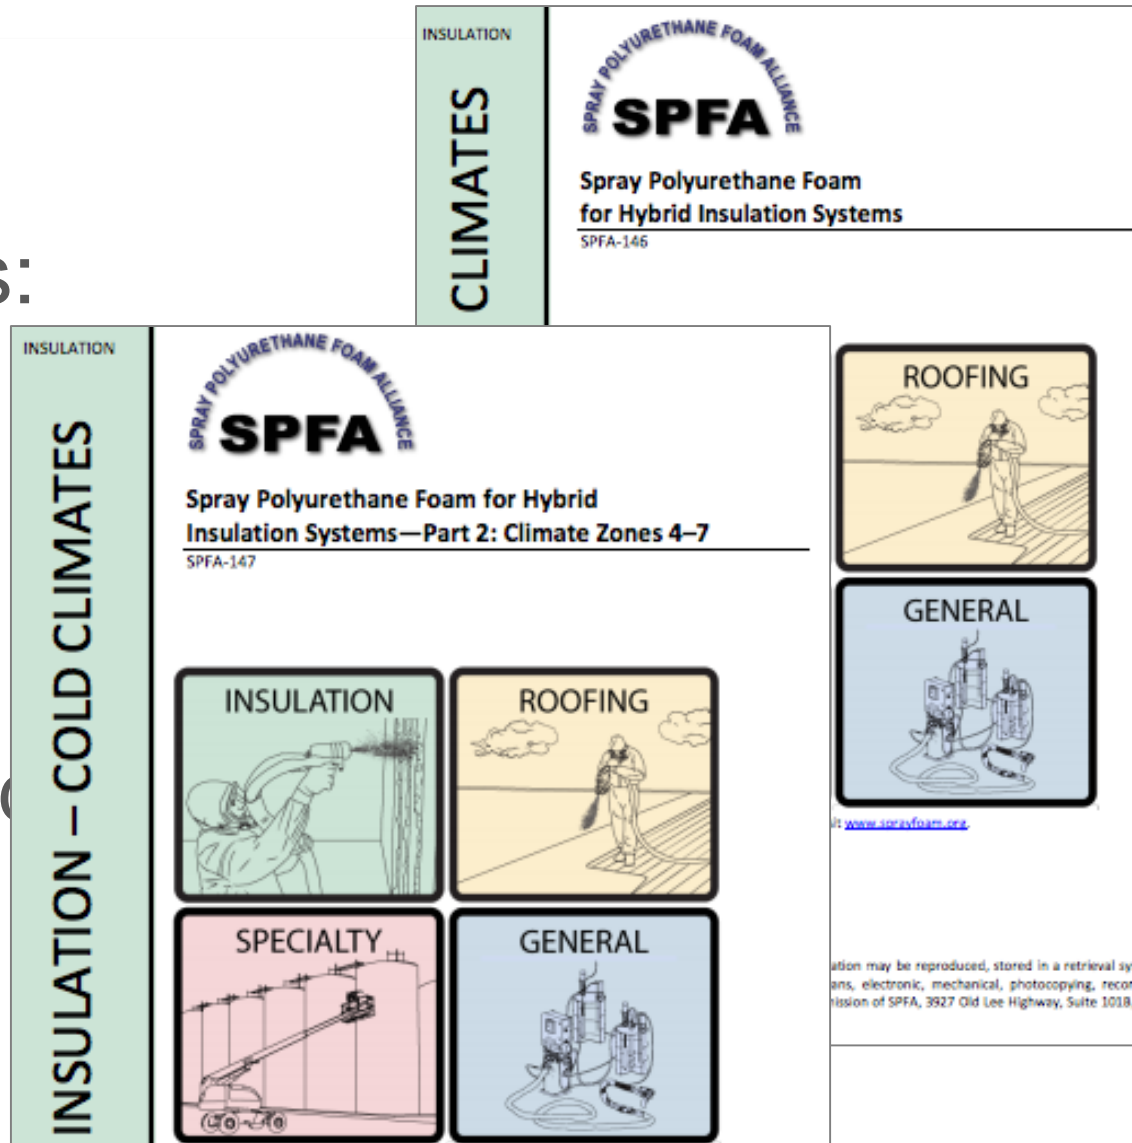 INSULATION
CLIMATES
SPRAY POLYURETHANE FOAM ALLIANCE
SPFA
Spray Polyurethane Foam
for Hybrid Insulation Systems
SPFA-146
s:
ROOFING
GENERAL
www.sprayfoam.org.
ation may be reproduced, stored in a retrieval sy
ans, electronic, mechanical, photocopying, recor
ission of SPFA, 3927 Old Lee Highway, Suite 101B,
INSULATION
INSULATION – COLD CLIMATES
SPRAY POLYURETHANE FOAM ALLIANCE
SPFA
Spray Polyurethane Foam for Hybrid
Insulation Systems—Part 2: Climate Zones 4–7
SPFA-147
INSULATION
ROOFING
SPECIALTY
GENERAL